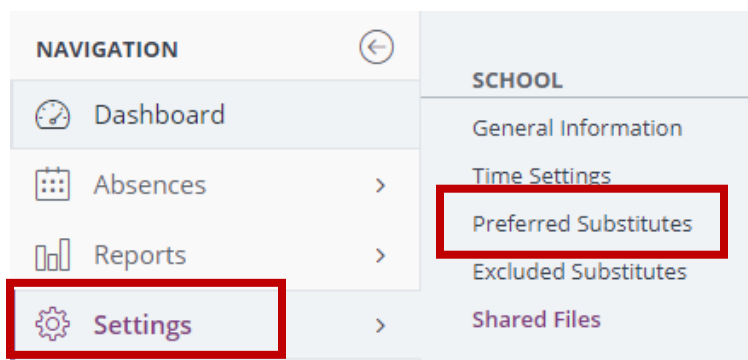 NAVIGATION
Dashboard
Absences
Reports
Settings
SCHOOL
General Information
Time Settings
Preferred Substitutes
Excluded Substitutes
Shared Files